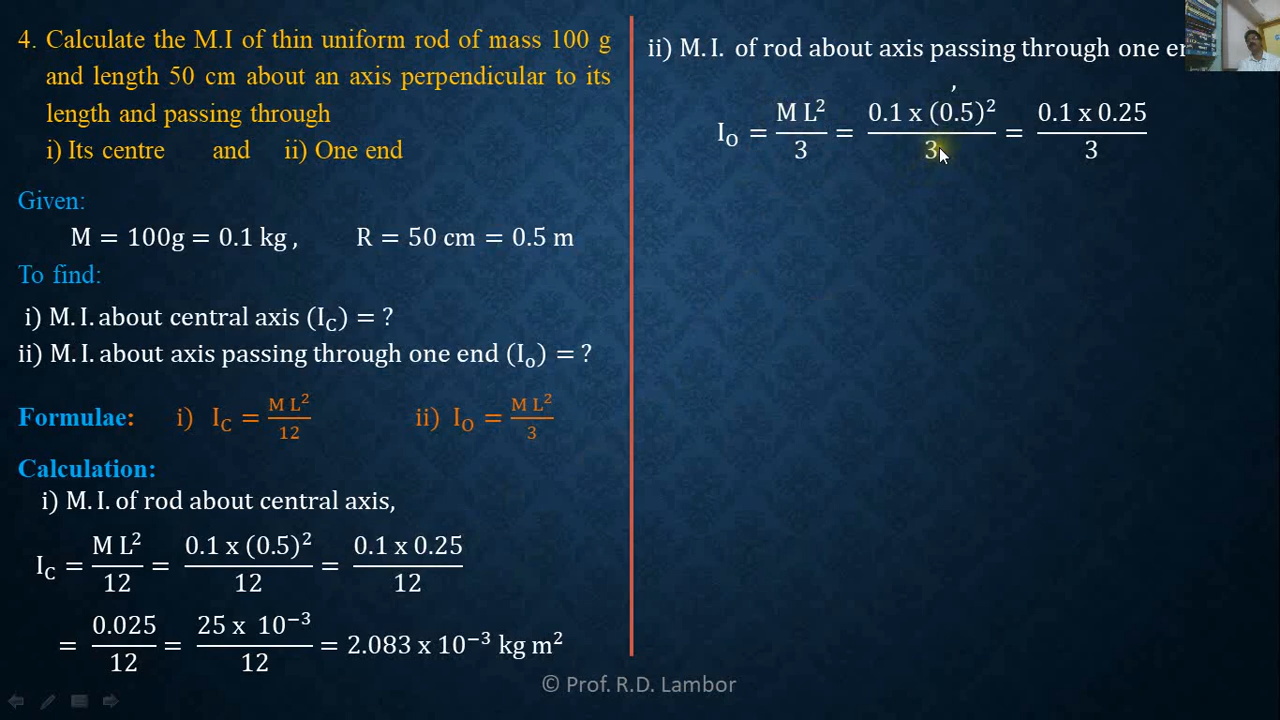 4. Calculate the M.I of thin uniform rod of mass 100 g
and length 50 cm about an axis perpendicular to its
length and passing through
i) Its centre and ii) One end
Given:
M = 100g = 0.1 kg , R = 50 cm = 0.5 m
To find:
i) M. I. about central axis (I_C) = ?
ii) M. I. about axis passing through one end (I_o) = ?
Formulae: i) I_C = M L²/12 ii) I_O = M L²/3
Calculation:
i) M. I. of rod about central axis,
I_C = M L²/12 = 0.1 x (0.5)²/12 = 0.1 x 0.25/12
= 0.025/12 = 25 x 10⁻³/12 = 2.083 x 10⁻³ kg m²
ii) M. I. of rod about axis passing through one
,
I_O = M L²/3 = 0.1 x (0.5)²/3 = 0.1 x 0.25/3
© Prof. R.D. Lambor